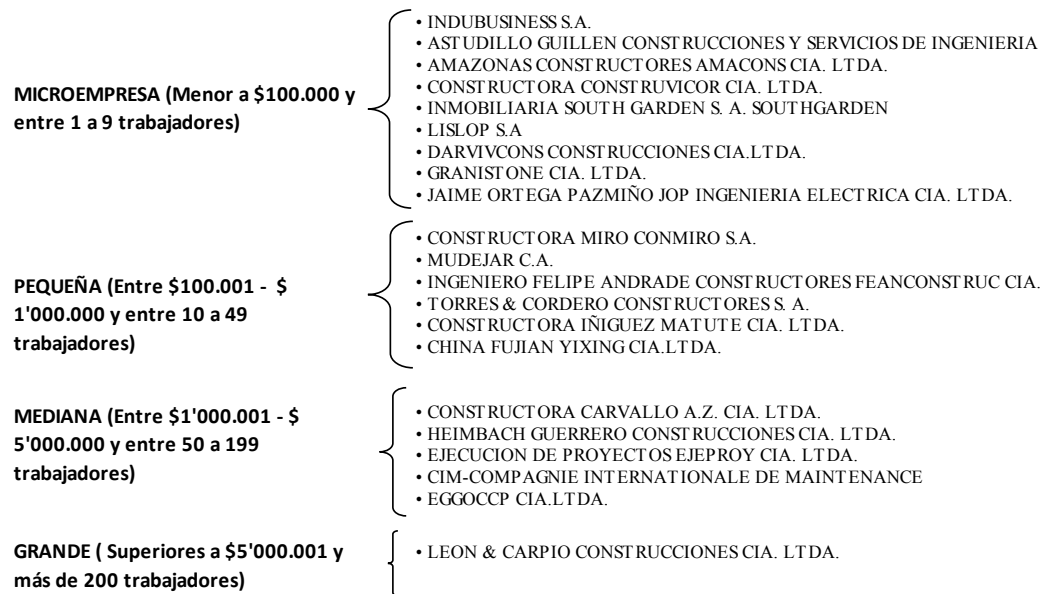 MICROEMPRESA (Menor a $100.000 y
entre 1 a 9 trabajadores)
• INDUBUSINESS S.A.
• ASTUDILLO GUILLEN CONSTRUCCIONES Y SERVICIOS DE INGENIERIA
• AMAZONAS CONSTRUCTORES AMACONS CIA. LTDA.
• CONSTRUCTORA CONSTRUVICOR CIA. LTDA.
• INMOBILIARIA SOUTH GARDEN S. A. SOUTHGARDEN
• LISLOP S.A
• DARVIVCONS CONSTRUCCIONES CIA.LTDA.
• GRANISTONE CIA. LTDA.
• JAIME ORTEGA PAZMIÑO JOP INGENIERIA ELECTRICA CIA. LTDA.
PEQUEÑA (Entre $100.001 - $
1'000.000 y entre 10 a 49
trabajadores)
• CONSTRUCTORA MIRO CONMIRO S.A.
• MUDEJAR C.A.
• INGENIERO FELIPE ANDRADE CONSTRUCTORES FEANCONSTRUC CIA.
• TORRES & CORDERO CONSTRUCTORES S. A.
• CONSTRUCTORA IÑIGUEZ MATUTE CIA. LTDA.
• CHINA FUJIAN YIXING CIA.LTDA.
MEDIANA (Entre $1'000.001 - $
5'000.000 y entre 50 a 199
trabajadores)
• CONSTRUCTORA CARVALLO A.Z. CIA. LTDA.
• HEIMBACH GUERRERO CONSTRUCCIONES CIA. LTDA.
• EJECUCION DE PROYECTOS EJEPROY CIA. LTDA.
• CIM-COMPAGNIE INTERNATIONALE DE MAINTENANCE
• EGGOCCP CIA.LTDA.
GRANDE ( Superiores a $5'000.001 y
más de 200 trabajadores)
• LEON & CARPIO CONSTRUCCIONES CIA. LTDA.